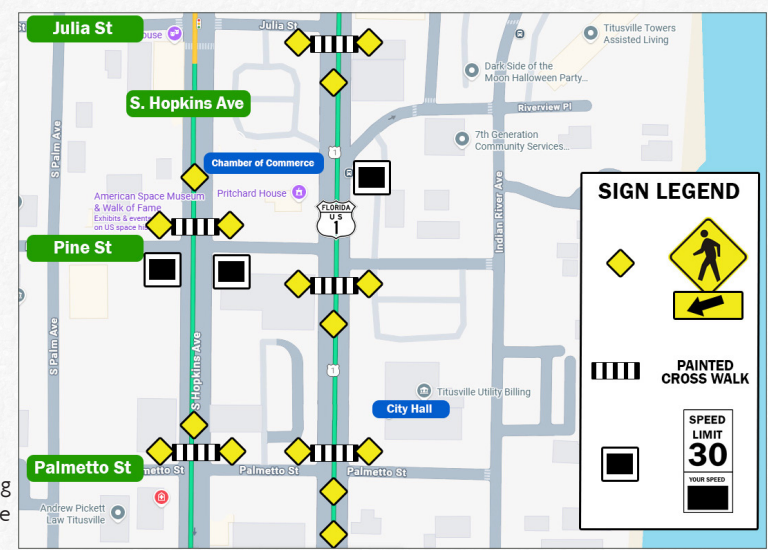 Julia St
Julia St
use
Titusville Towers
Assisted Living
Dark Side of the
Moon Halloween Party...
S. Hopkins Ave
Riverview Pl
S Palm Ave
1
7th Generation
Community Services...
Chamber of Commerce
American Space Museum
& Walk of Fame
Exhibits & events
on US space his
Pritchard House
FLORIDA
U S
1
Indian River Ave
Pine St
S Palm Ave
S Hopkins Ave
1
Titusville Utility Billing
City Hall
Palmetto St
metto St
Palmetto St
Palmetto St
Andrew Pickett
Law Titusville
g
e
SIGN LEGEND
PAINTED
CROSS WALK
SPEED
LIMIT
30
YOUR SPEED